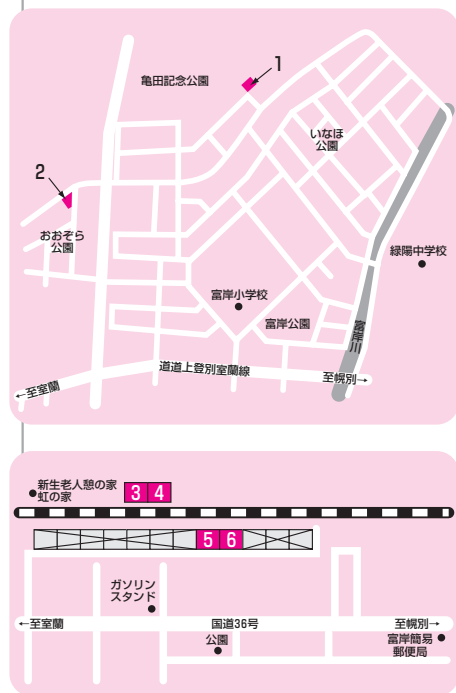 1
亀田記念公園
いなほ
公園
2
おおぞら
公園
緑陽中学校
富岸小学校
富岸公園
富岸川
道道上登別室蘭線
←至室蘭
至幌別→
新生老人憩の家
虹の家
3 4
5 6
ガソリン
スタンド
←至室蘭
国道36号
至幌別→
公園
富岸簡易
郵便局